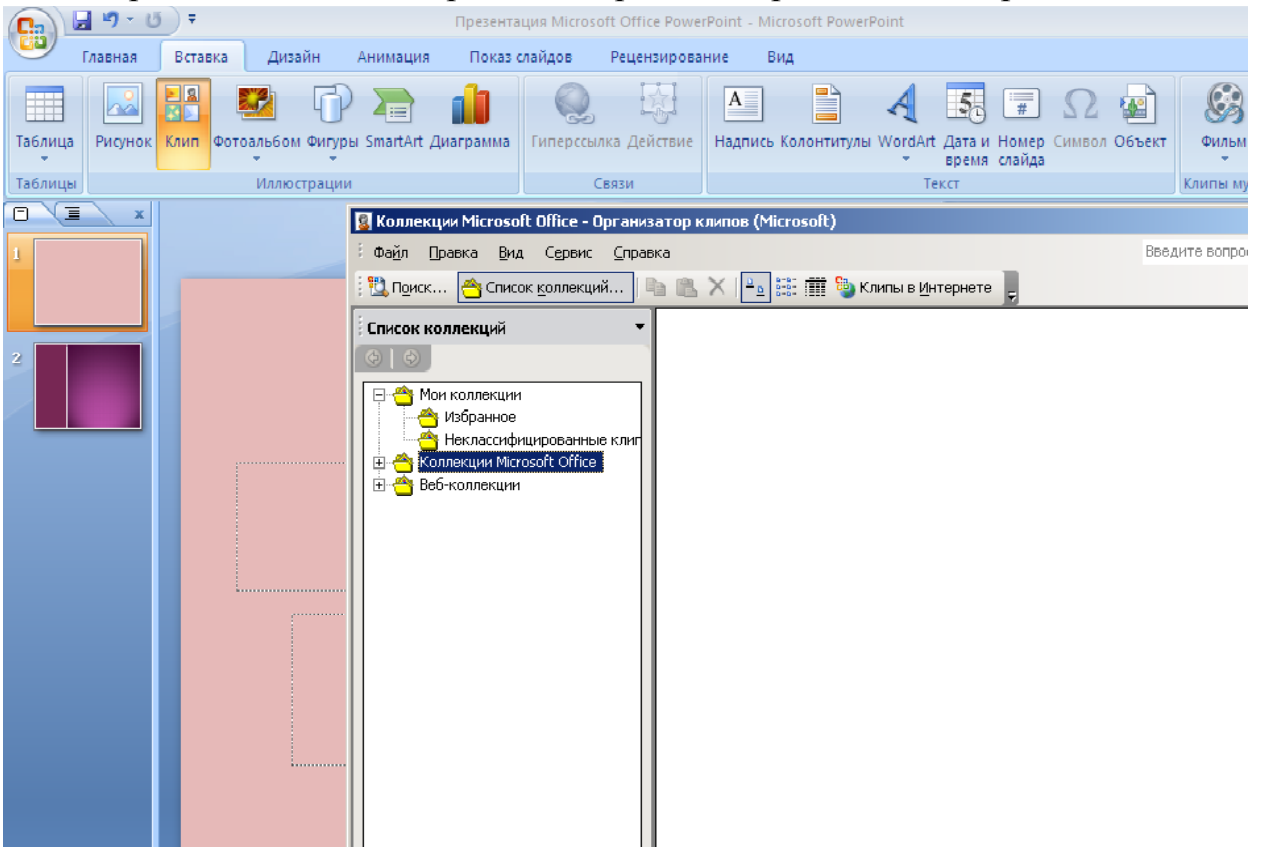 Презентация Microsoft Office PowerPoint - Microsoft PowerPoint
Главная Вставка Дизайн Анимация Показ слайдов Рецензирование Вид
Таблица Рисунок Клип Фотоальбом Фигуры SmartArt Диаграмма Гиперссылка Действие Надпись Колонтитулы WordArt Дата и время Номер слайда Символ Объект Фильм
Таблицы Иллюстрации Связи Текст Клипы му
Коллекции Microsoft Office - Организатор клипов (Microsoft)
Файл Правка Вид Сервис Справка Введите вопро
Поиск... Список коллекций... Клипы в Интернете
Список коллекций
1
2
Мои коллекции
Избранное
Неклассифицированные клип
Коллекции Microsoft Office
Веб-коллекции